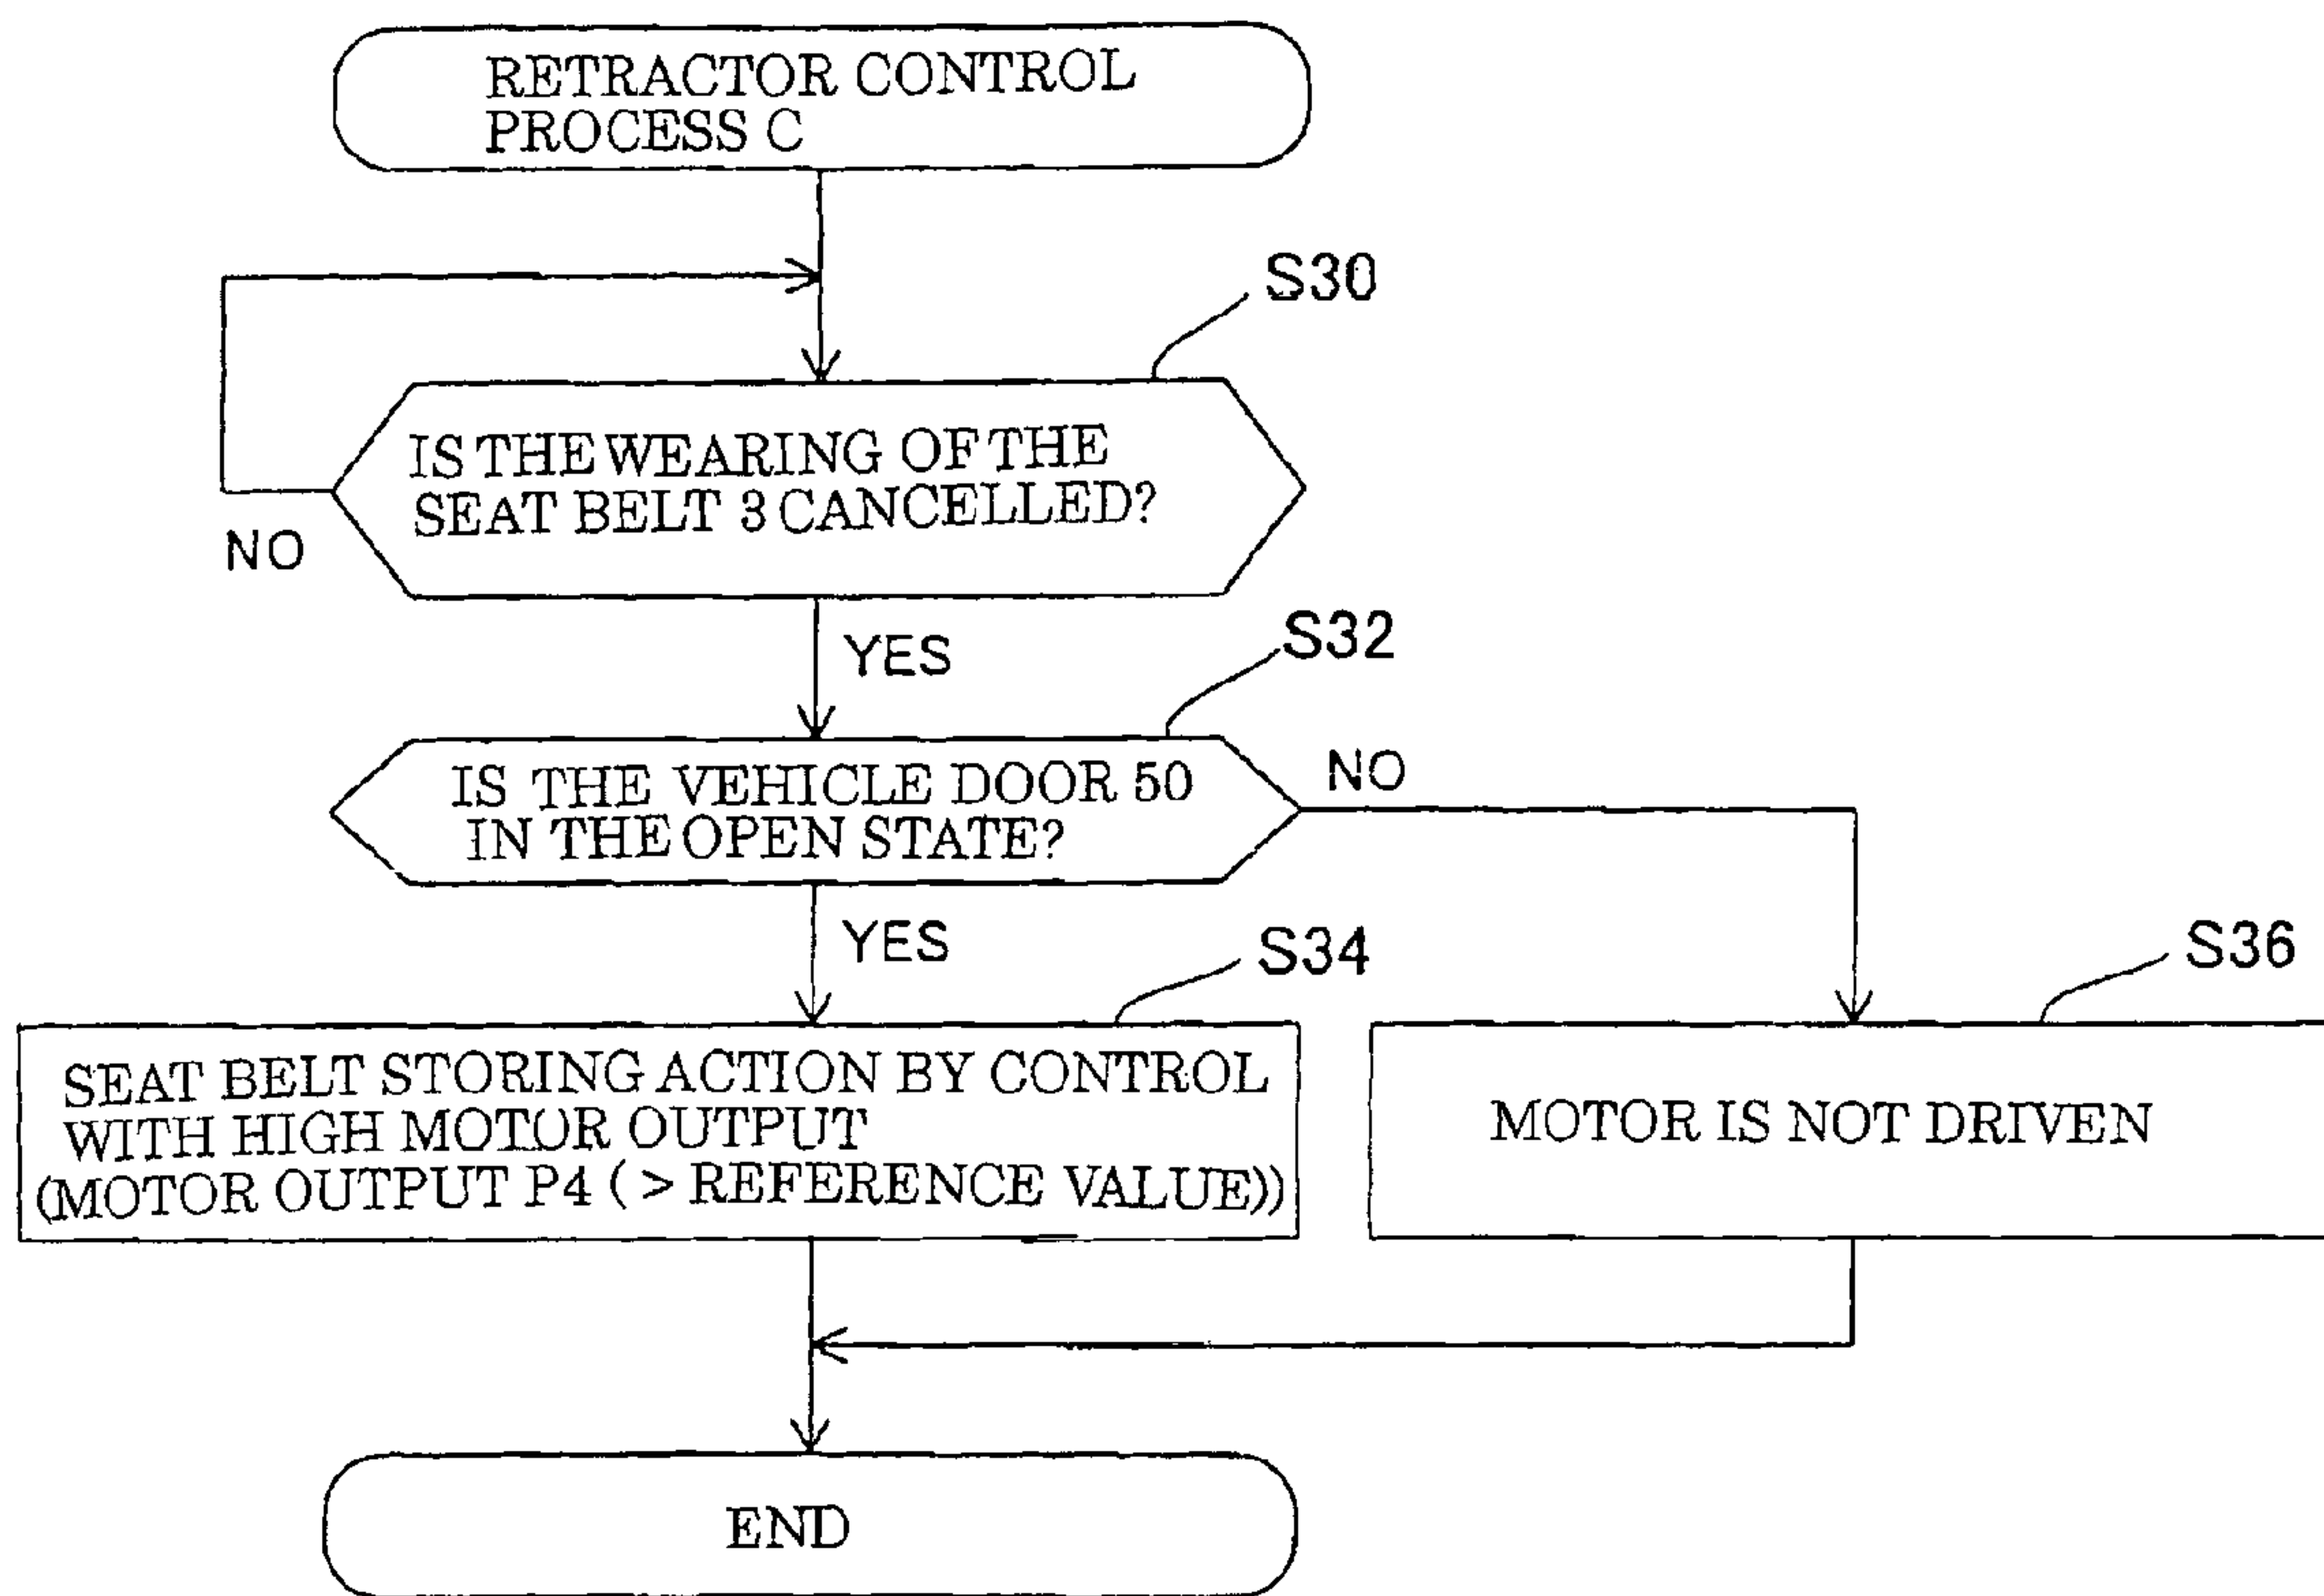 RETRACTOR CONTROL
PROCESS C
S30
IS THE WEARING OF THE
SEAT BELT 3 CANCELLED?
NO
YES
S32
IS THE VEHICLE DOOR 50
IN THE OPEN STATE?
NO
YES
S34
S36
SEAT BELT STORING ACTION BY CONTROL
WITH HIGH MOTOR OUTPUT
(MOTOR OUTPUT P4 ( > REFERENCE VALUE))
MOTOR IS NOT DRIVEN
END